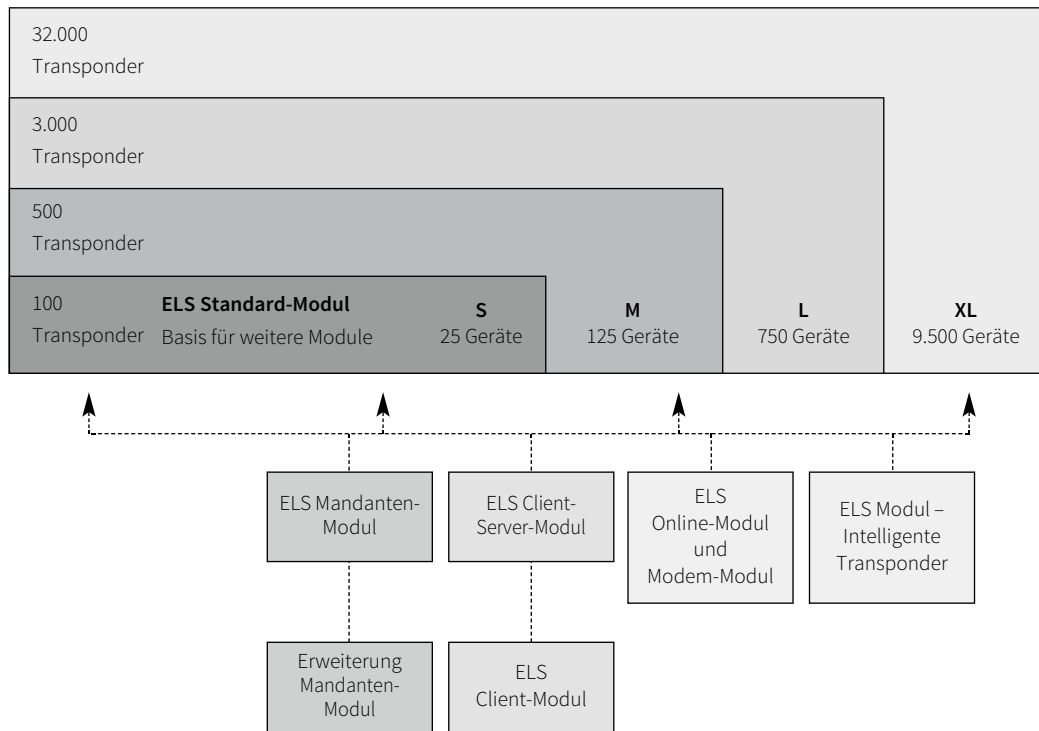 32.000
Transponder
3.000
Transponder
500
Transponder
100
Transponder
ELS Standard-Modul
Basis für weitere Module
S
25 Geräte
M
125 Geräte
L
750 Geräte
XL
9.500 Geräte
ELS Mandanten-
Modul
ELS Client-
Server-Modul
ELS
Online-Modul
und
Modem-Modul
ELS Modul –
Intelligente
Transponder
Erweiterung
Mandanten-
Modul
ELS
Client-Modul